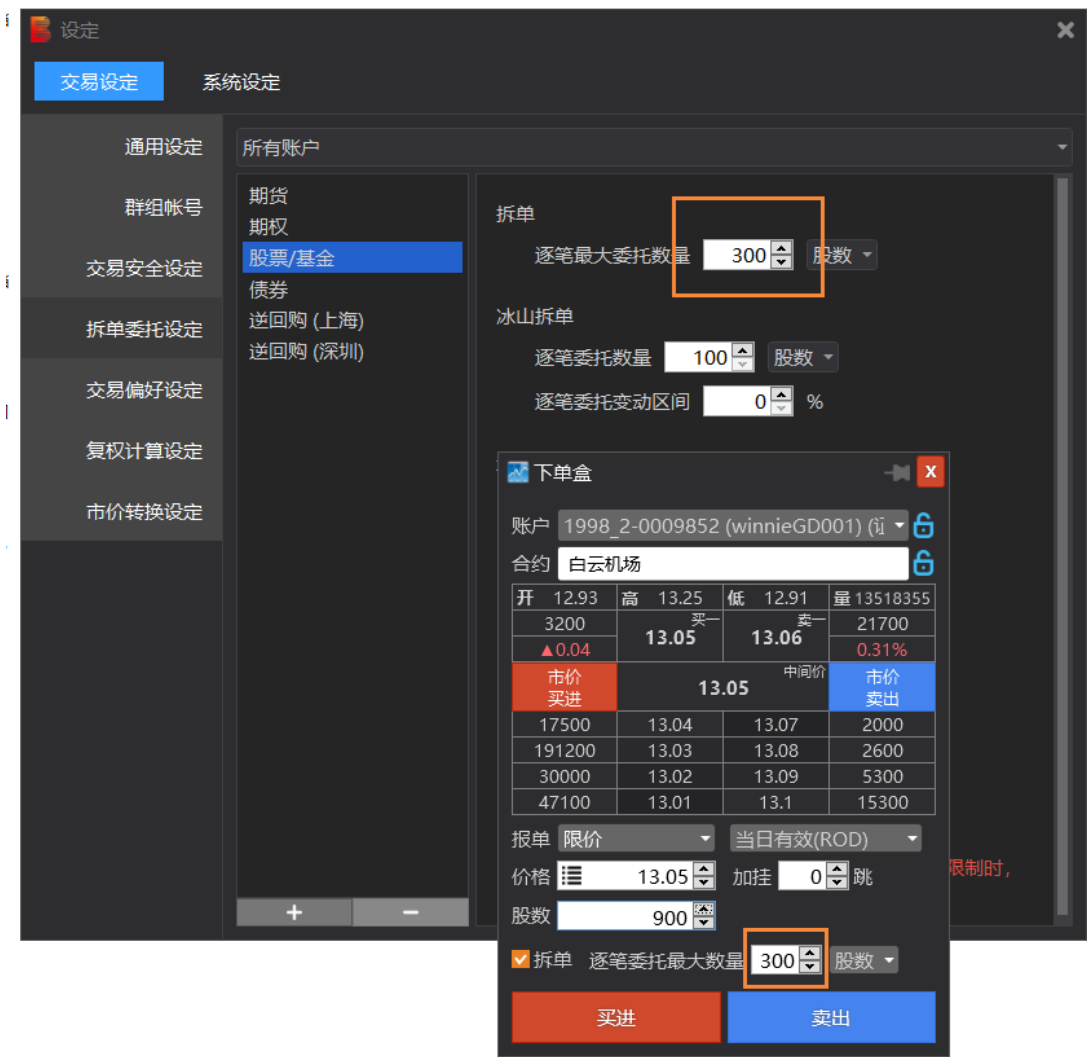 设定
交易设定 系统设定
通用设定
群组帐号
交易安全设定
拆单委托设定
交易偏好设定
复权计算设定
市价转换设定
所有账户
期货
期权
股票/基金
债券
逆回购 (上海)
逆回购 (深圳)
+ −
拆单
逐笔最大委托数量 300 股数
冰山拆单
逐笔委托数量 100 股数
逐笔委托变动区间 0 %
限制时，
下单盒 x
账户 1998_2-0009852 (winnieGD001) (
合约 白云机场
开 12.93 高 13.25 低 12.91 量 13518355
3200 13.05 买一 13.06 卖一 21700
▲0.04 0.31%
市价买进 13.05 中间价 市价卖出
17500 13.04 13.07 2000
191200 13.03 13.08 2600
30000 13.02 13.09 5300
47100 13.01 13.1 15300
报单 限价 当日有效(ROD)
价格 13.05 加挂 0 跳
股数 900
拆单 逐笔委托最大数量 300 股数
买进 卖出